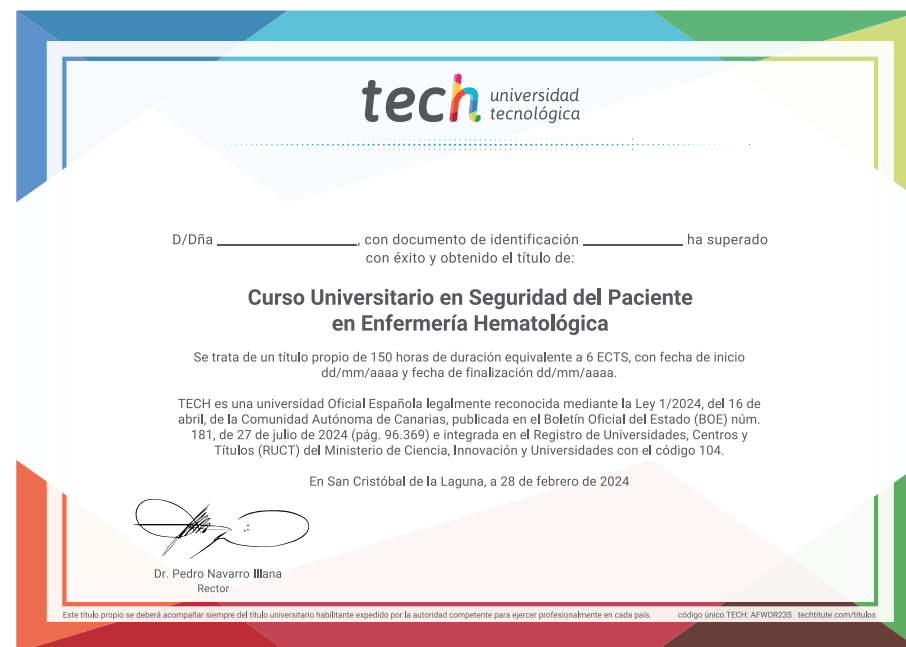 tech universidad
tecnológica
D/Dña ____________________, con documento de identificación ______________ ha superado
con éxito y obtenido el título de:
Curso Universitario en Seguridad del Paciente
en Enfermería Hematológica
Se trata de un título propio de 150 horas de duración equivalente a 6 ECTS, con fecha de inicio
dd/mm/aaaa y fecha de finalización dd/mm/aaaa.
TECH es una universidad Oficial Española legalmente reconocida mediante la Ley 1/2024, del 16 de
abril, de la Comunidad Autónoma de Canarias, publicada en el Boletín Oficial del Estado (BOE) núm.
181, de 27 de julio de 2024 (pág. 96.369) e integrada en el Registro de Universidades, Centros y
Títulos (RUCT) del Ministerio de Ciencia, Innovación y Universidades con el código 104.
En San Cristóbal de la Laguna, a 28 de febrero de 2024
Dr. Pedro Navarro Illana
Rector
Este título propio se deberá acompañar siempre del título universitario habilitante expedido por la autoridad competente para ejercer profesionalmente en cada país. código único TECH: AFWOR23S techtitute.com/titulos